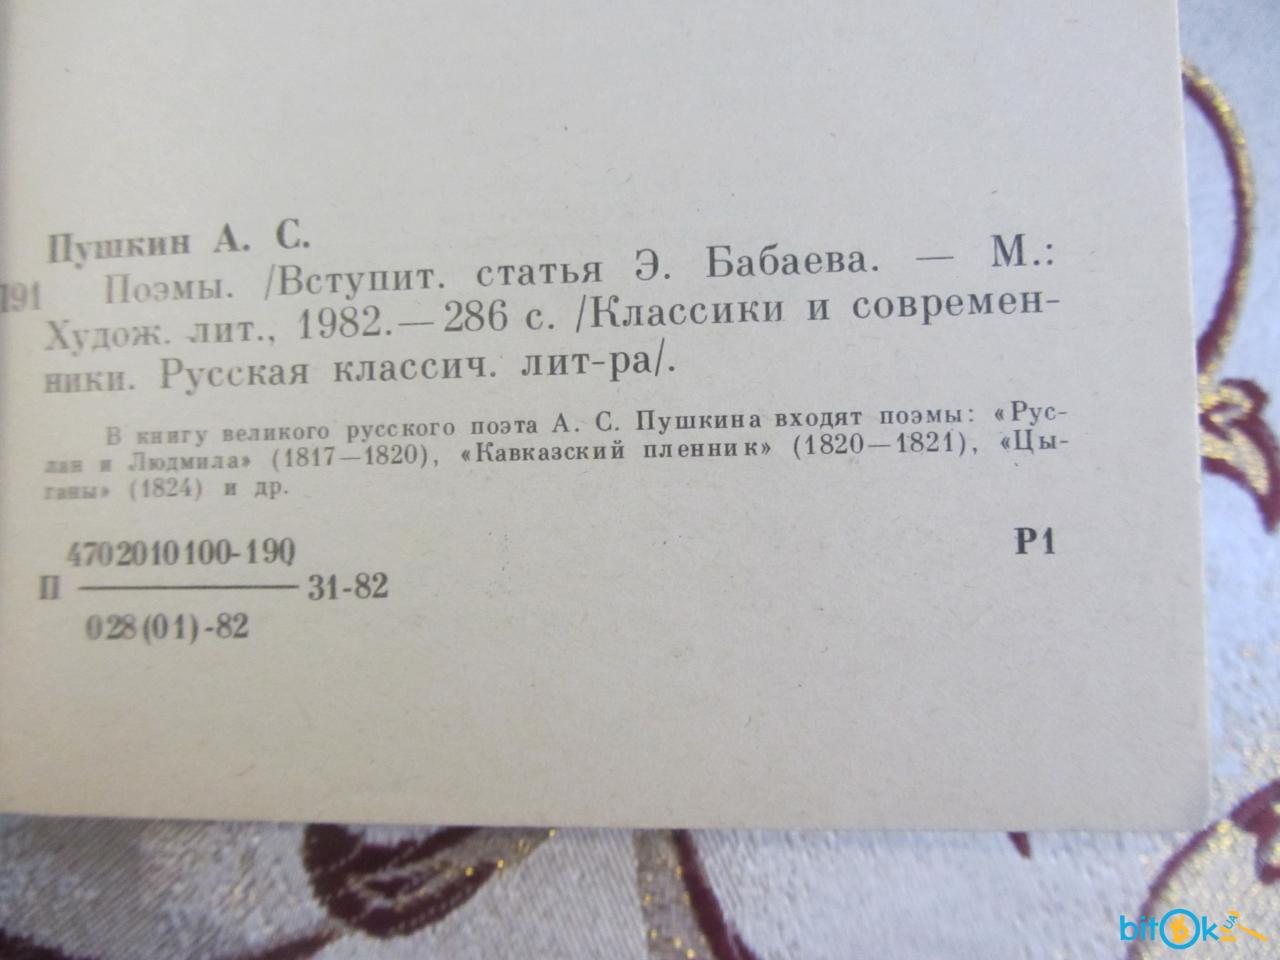 Пушкин А. С.
191 Поэмы. /Вступит. статья Э. Бабаева. — М.:
Худож. лит., 1982.— 286 с. /Классики и современ-
ники. Русская классич. лит-ра/.
В книгу великого русского поэта А. С. Пушкина входят поэмы: «Рус-
лан и Людмила» (1817—1820), «Кавказский пленник» (1820—1821), «Цы-
ганы» (1824) и др.
4702010100-190
П ———— 31-82
028(01)-82
Р1
bitOk UA